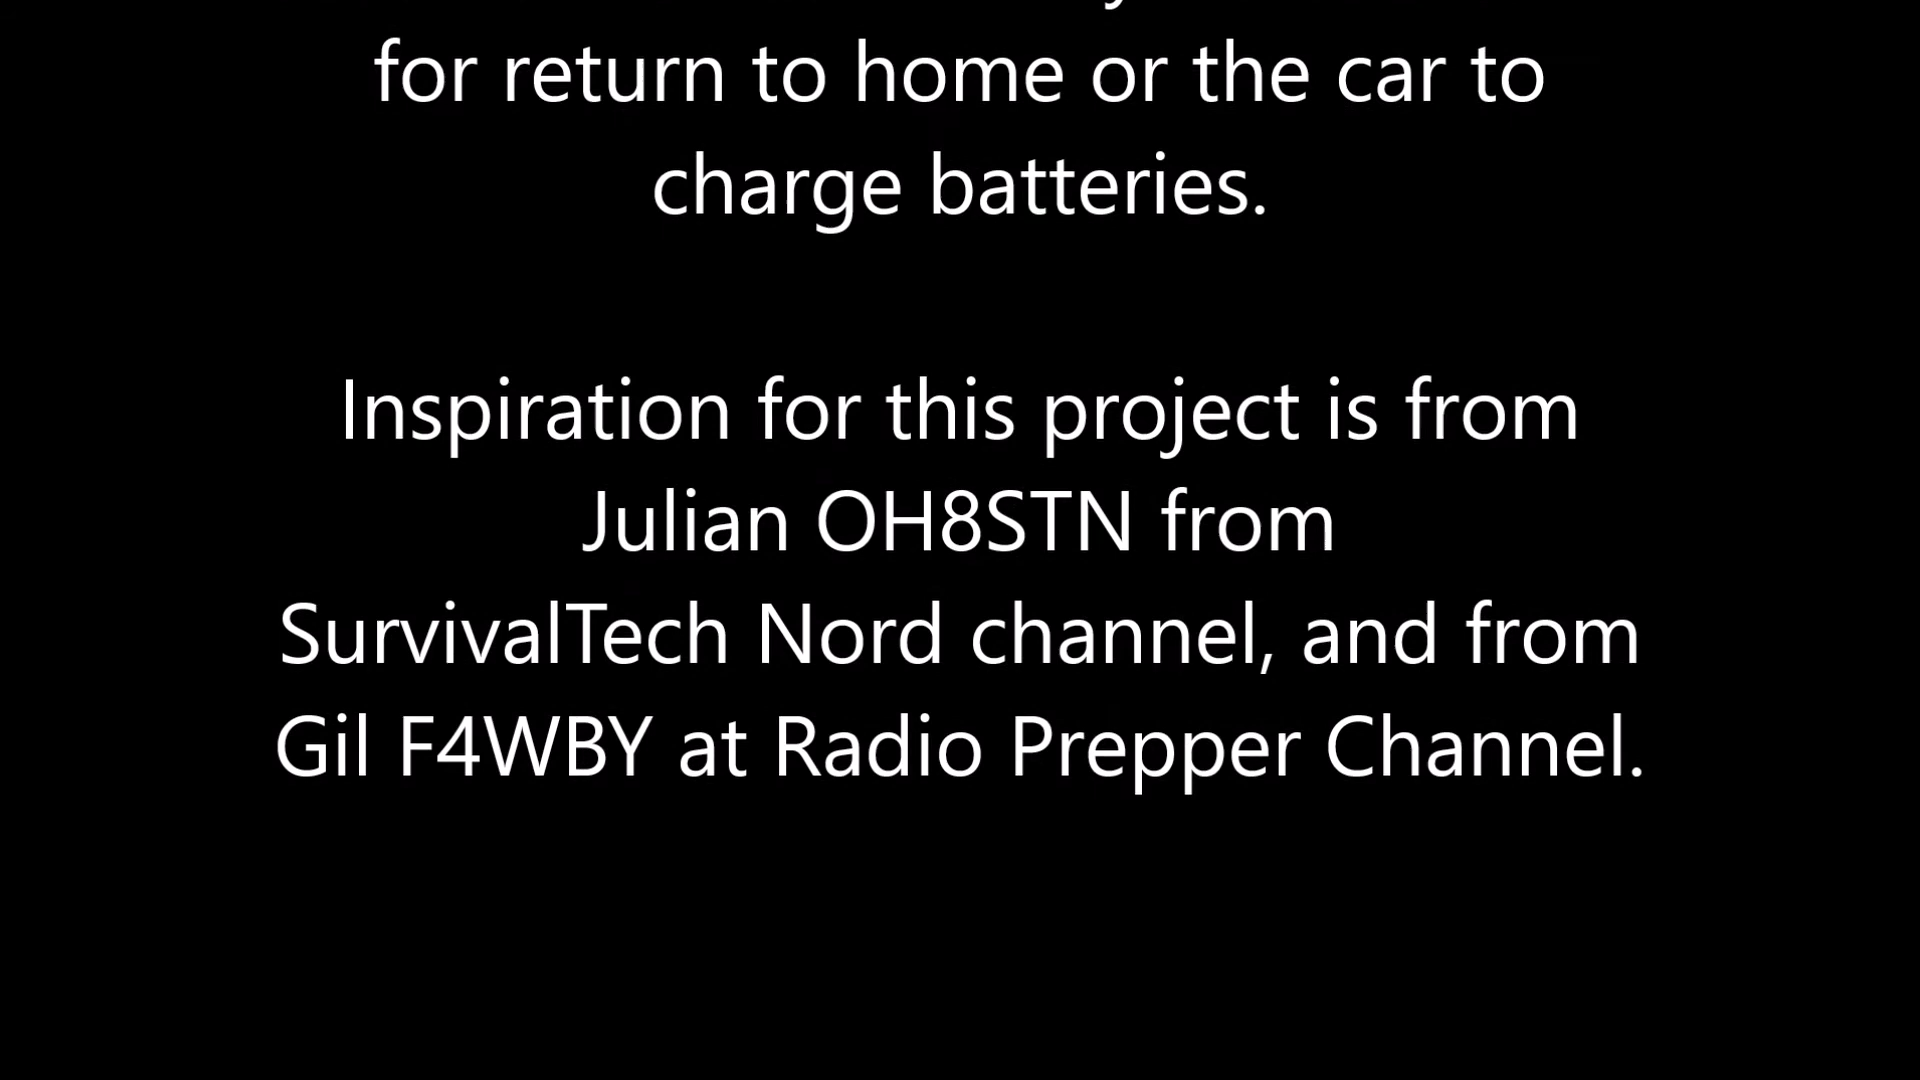 for return to home or the car to
charge batteries.
Inspiration for this project is from
Julian OH8STN from
SurvivalTech Nord channel, and from
Gil F4WBY at Radio Prepper Channel.